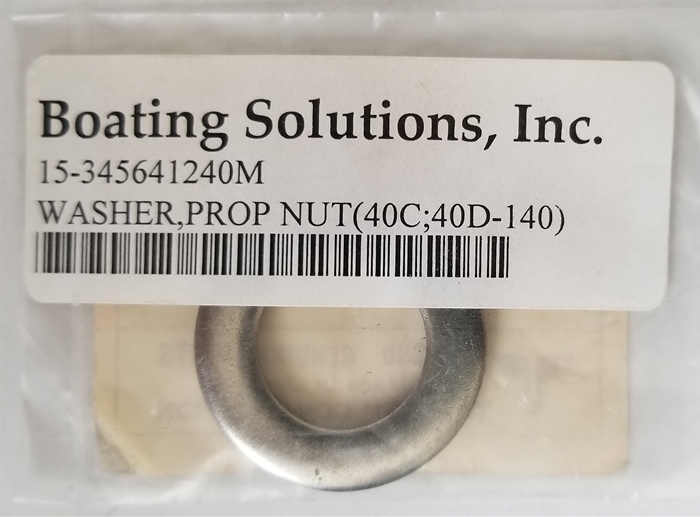 Boating Solutions, Inc.
15-345641240M
WASHER,PROP NUT(40C;40D-140)